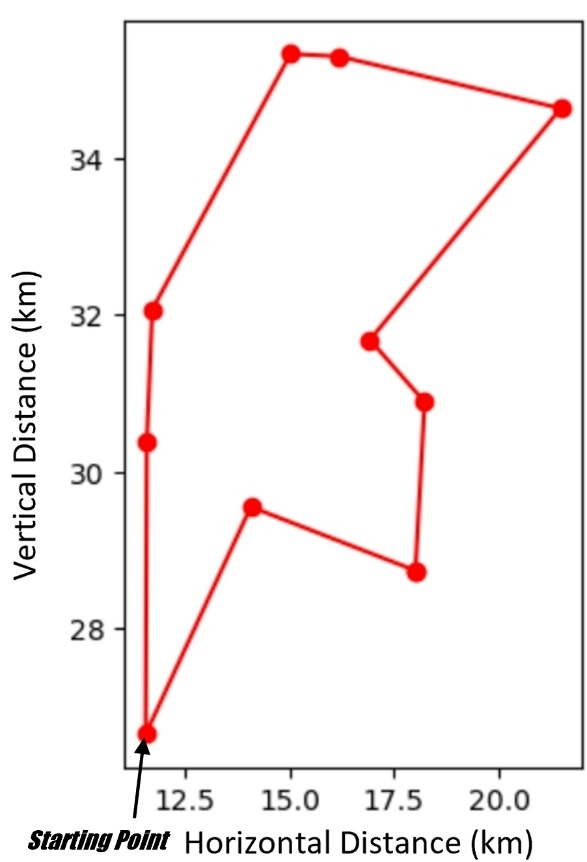 34
32
30
28
Vertical Distance (km)
12.5 15.0 17.5 20.0
Starting Point Horizontal Distance (km)